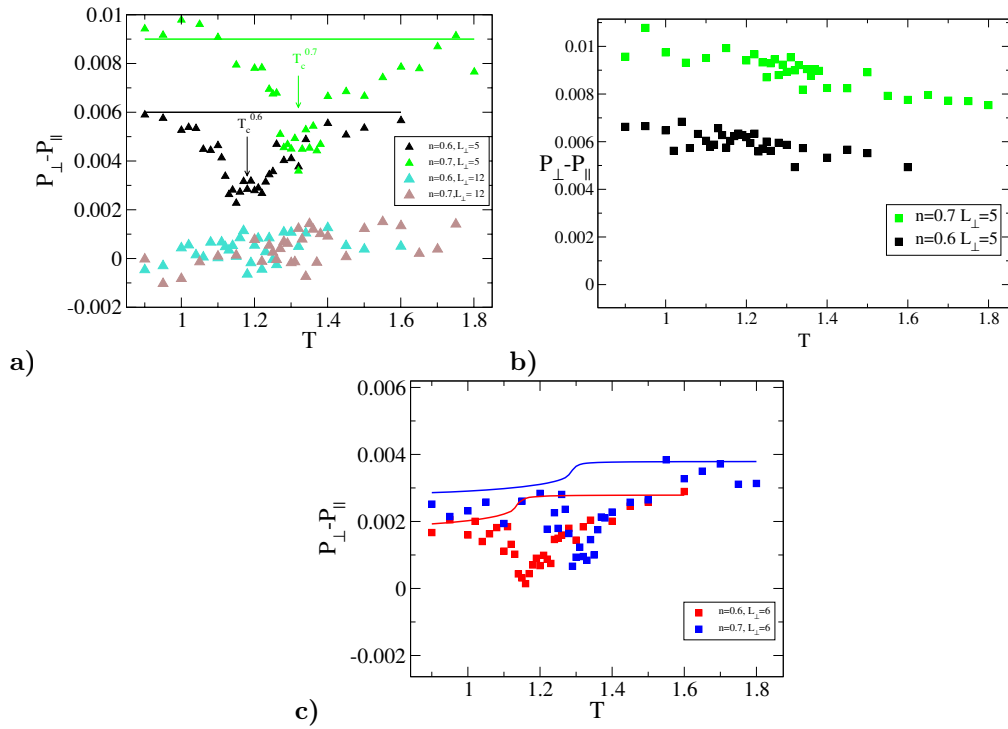 0.01
0.008
0.006
0.004
0.002
0
-0.002
P⊥-P∥
T_c^0.7
T_c^0.6
n=0.6, L⊥=5
n=0.7, L⊥=5
n=0.6, L⊥=12
n=0.7,L⊥= 12
1 1.2 1.4 1.6 1.8
T
a)
0.01
0.008
0.006
P⊥-P∥
0.004
0.002
0
n=0.7 L⊥=5
n=0.6 L⊥=5
1 1.2 1.4 1.6 1.8
T
b)
0.006
0.004
0.002
0
-0.002
P⊥-P∥
n=0.6, L⊥=6
n=0.7, L⊥=6
1 1.2 1.4 1.6 1.8
T
c)